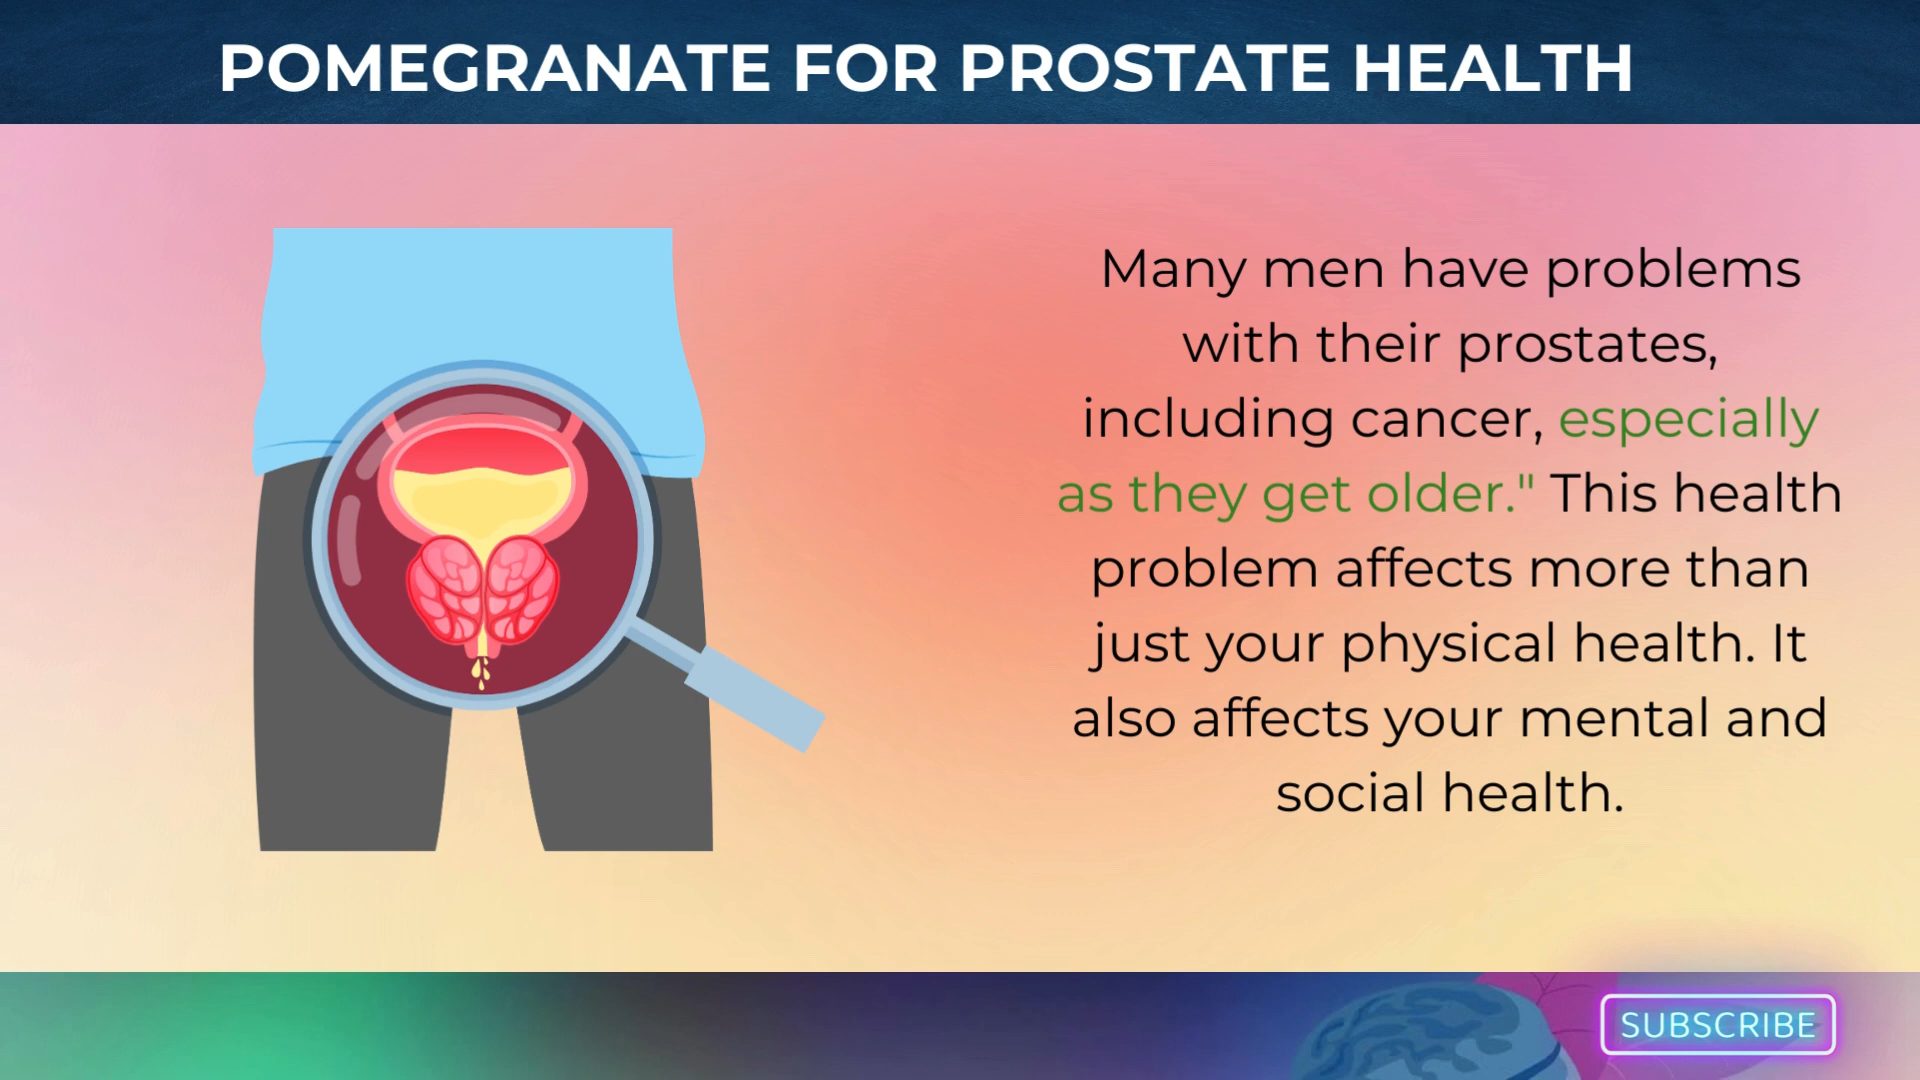 POMEGRANATE FOR PROSTATE HEALTH
Many men have problems
with their prostates,
including cancer, especially
as they get older." This health
problem affects more than
just your physical health. It
also affects your mental and
social health.
SUBSCRIBE